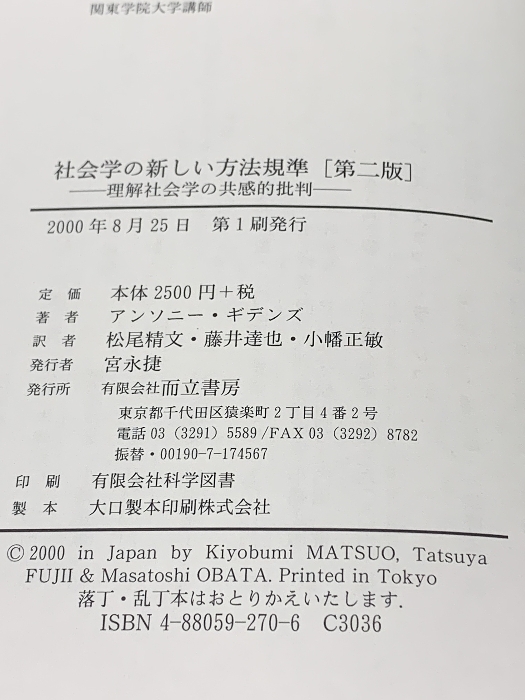 関東学院大学講師
社会学の新しい方法規準 [第二版]
——理解社会学の共感的批判——
2000年8月25日 第1刷発行
定価 本体2500円+税
著者 アンソニー・ギデンズ
訳者 松尾精文・藤井達也・小幡正敏
発行者 宮永捷
発行所 有限会社而立書房
東京都千代田区猿楽町2丁目4番2号
電話 03 (3291) 5589/FAX03 (3292) 8782
振替・00190-7-174567
印刷 有限会社科学図書
製本 大口製本印刷株式会社
© 2000 in Japan by Kiyobumi MATSUO, Tatsuya
FUJII & Masatoshi OBATA. Printed in Tokyo
落丁・乱丁本はおとりかえいたします.
ISBN 4-88059-270-6 C3036